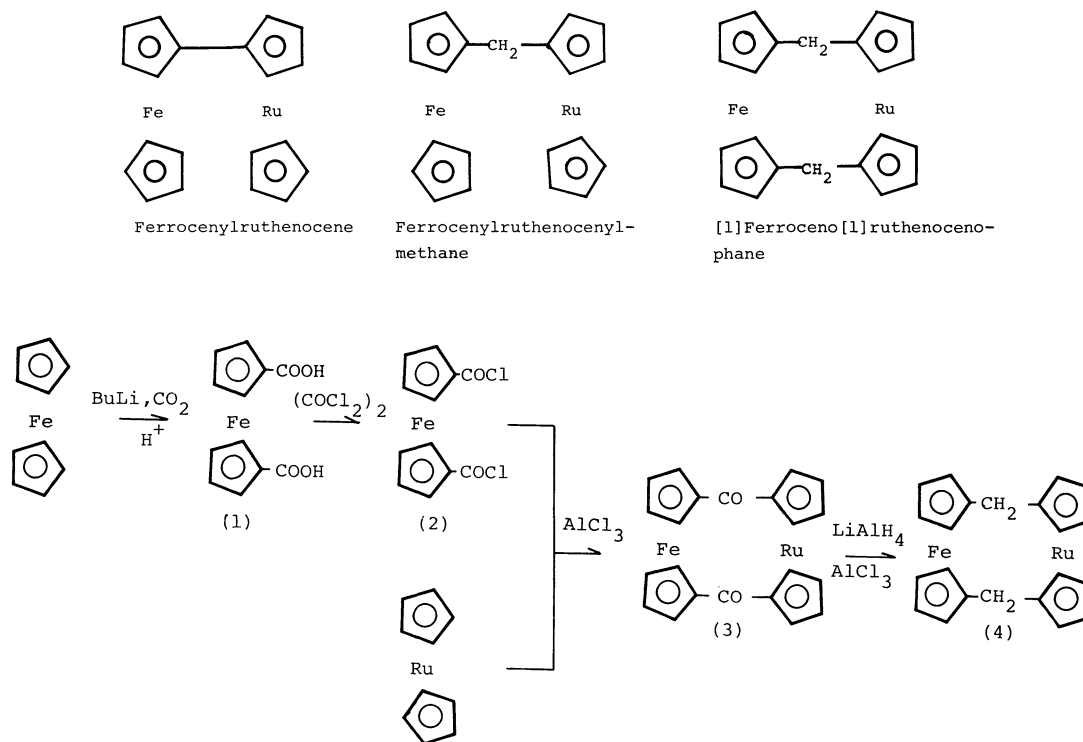 CH2
CH2
Fe Ru
Fe Ru
Fe Ru
CH2
Ferrocenylruthenocene
Ferrocenylruthenocenyl-
methane
[1]Ferroceno[1]ruthenoceno-
phane
BuLi,CO2
H+
Fe
COOH
Fe
COOH
(1)
(COCl2)2
COCl
Fe
COCl
(2)
Ru
AlCl3
CO
Fe Ru
CO
(3)
LiAlH4
AlCl3
CH2
Fe Ru
CH2
(4)